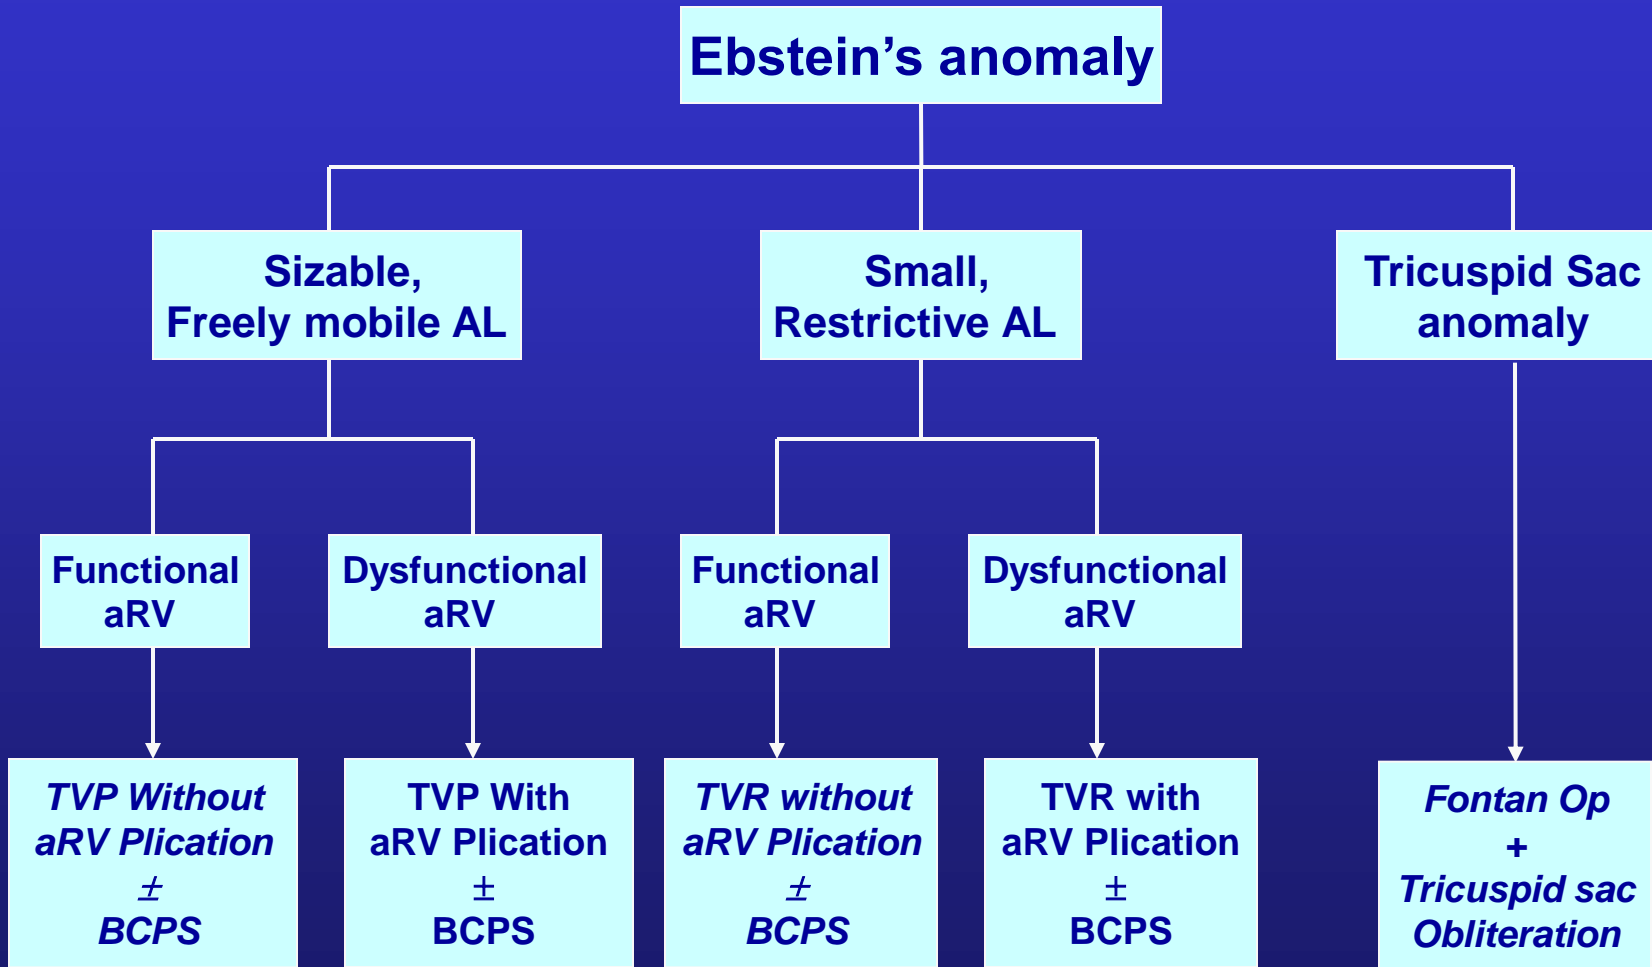 Ebstein’s anomaly
Sizable,
Freely mobile AL
Small,
Restrictive AL
Tricuspid Sac
anomaly
Functional
aRV
Dysfunctional
aRV
Functional
aRV
Dysfunctional
aRV
TVP Without
aRV Plication
±
BCPS
TVP With
aRV Plication
±
BCPS
TVR without
aRV Plication
±
BCPS
TVR with
aRV Plication
±
BCPS
Fontan Op
+
Tricuspid sac
Obliteration